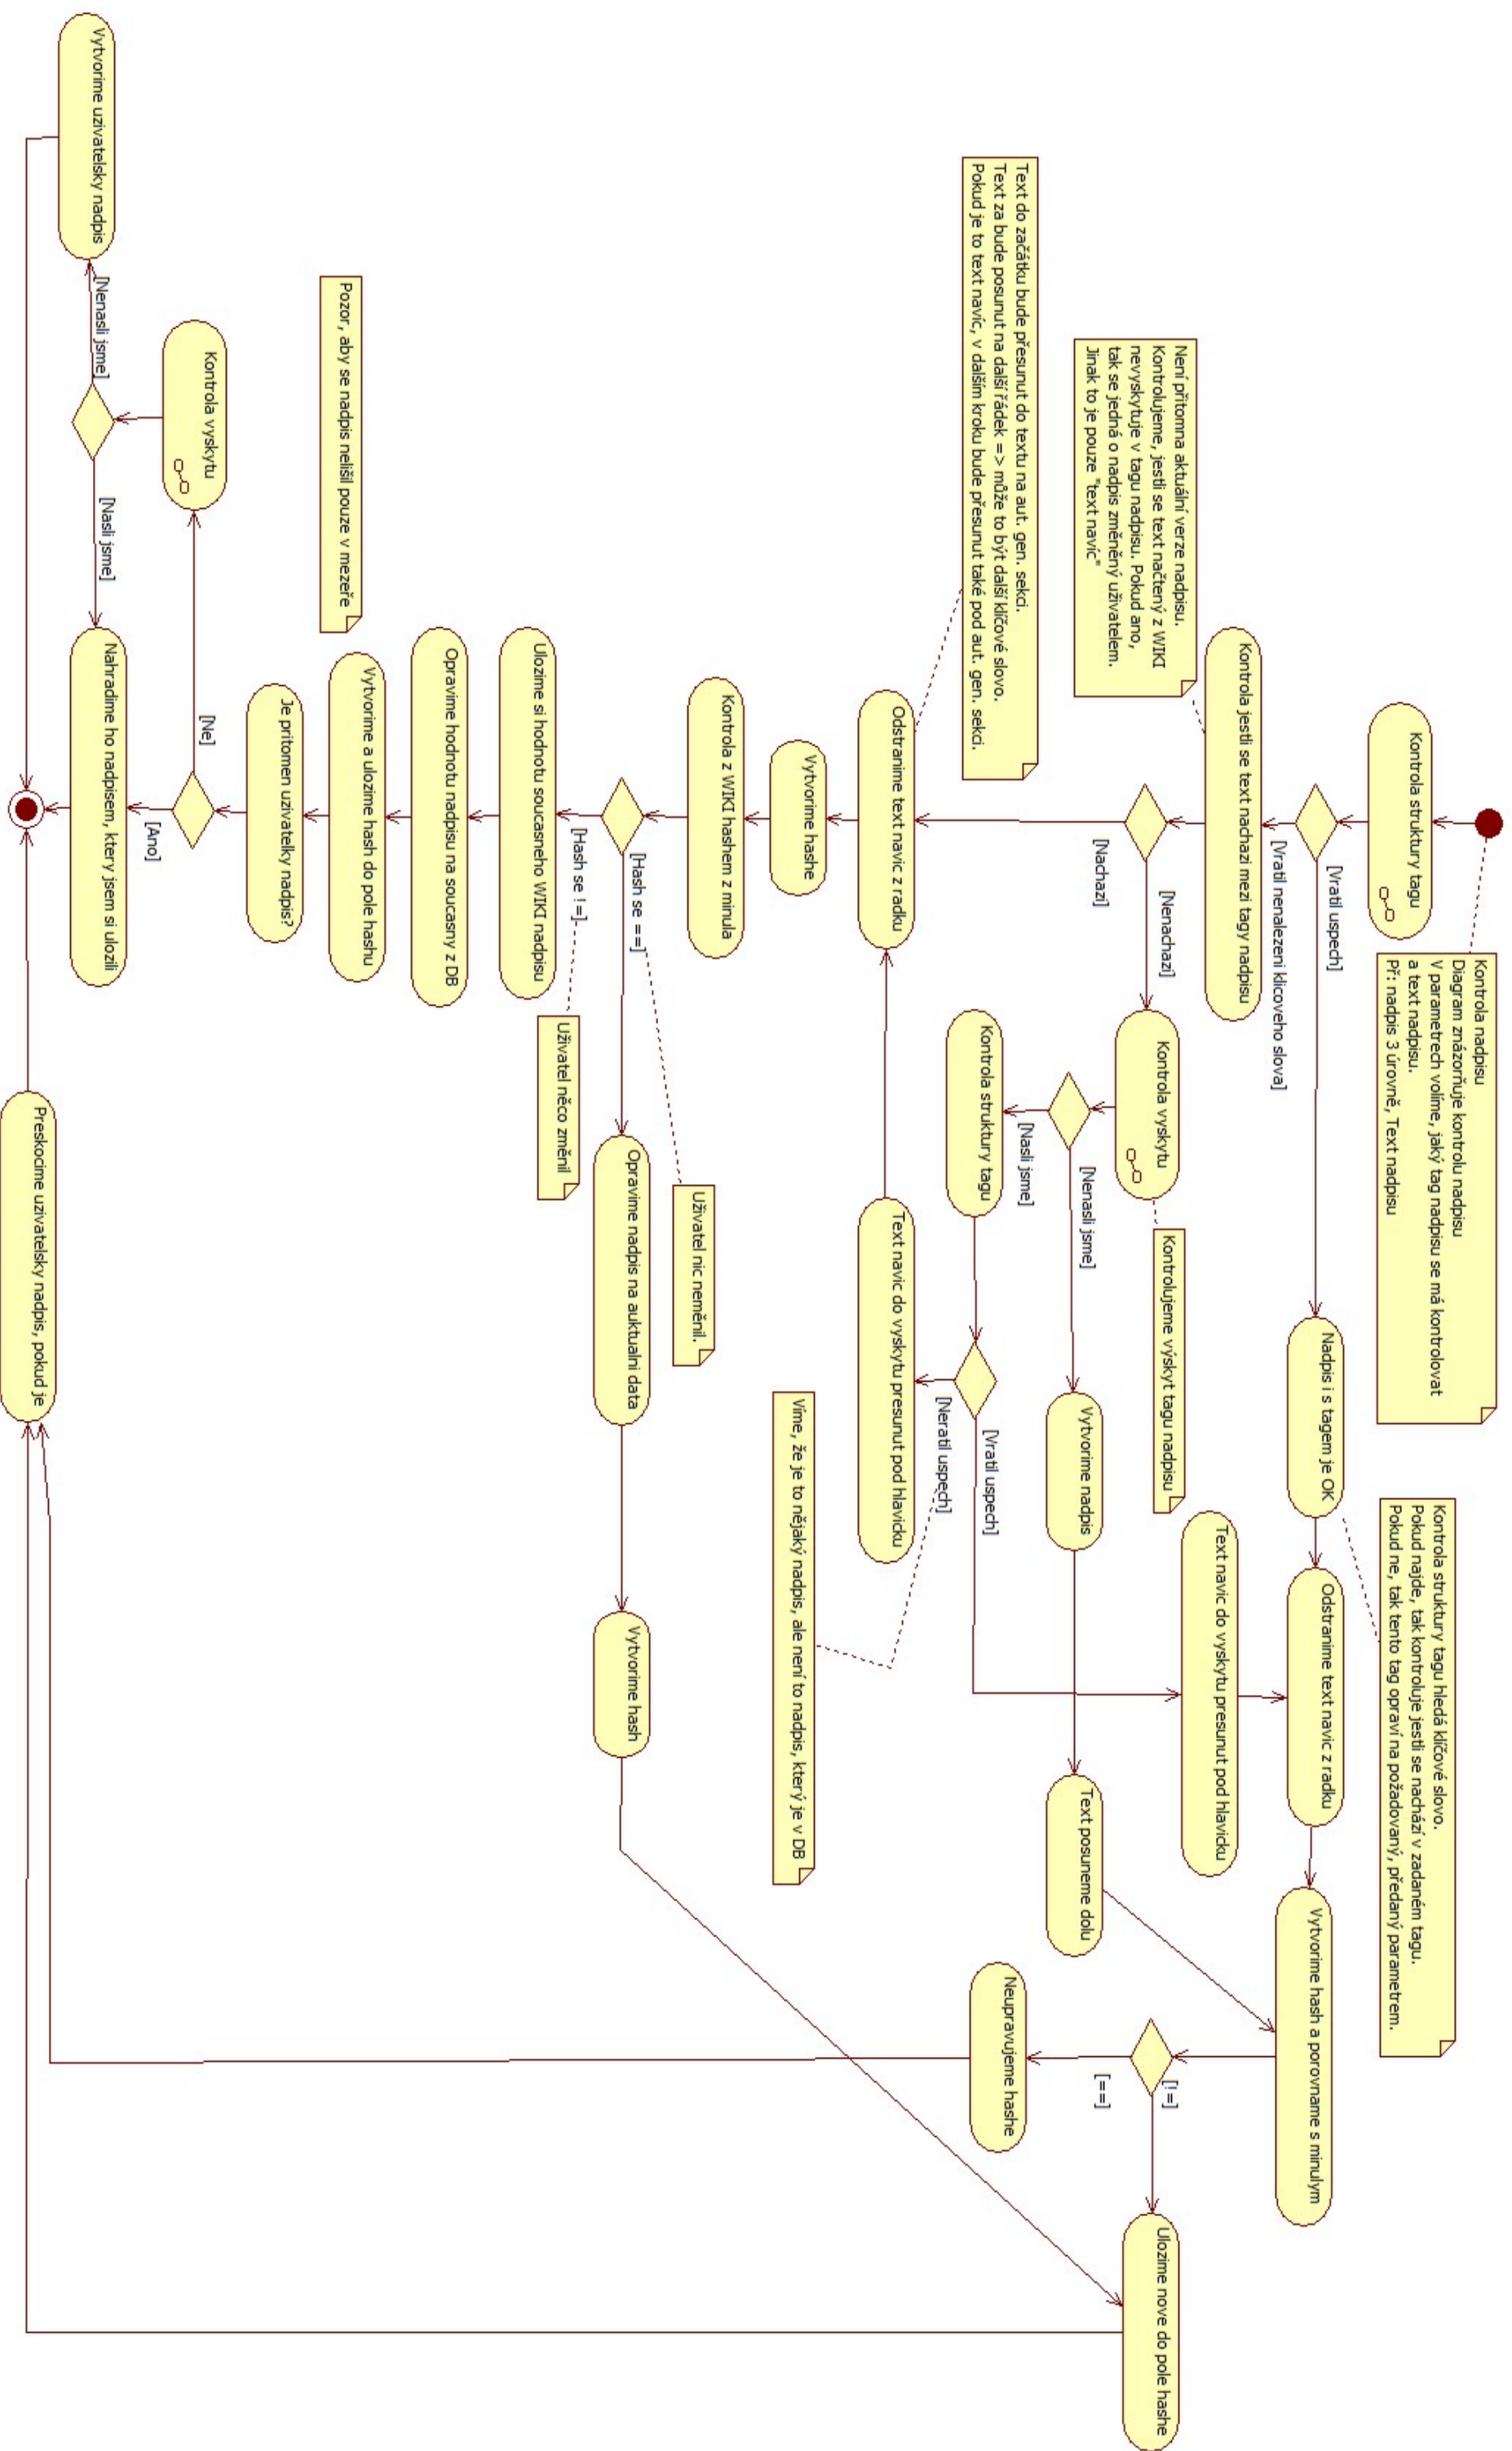 Kontrola nadpisu
Diagram znázorňuje kontrolu nadpisu
V parametrech volíme, jaký tag nadpisu se má kontrolovat
a text nadpisu.
Př: nadpis 3 úrovně, Text nadpisu
Kontrola struktury tagu
[Vratil uspech]
[Vratil nenalezeni klicoveho slova]
Nadpis i s tagem je OK
Kontrola struktury tagu hledá klíčové slovo.
Pokud najde, tak kontroluje jestli se nachází v zadaném tagu.
Pokud ne, tak tento tag opraví na požadovaný, předaný parametrem.
Odstranime text navic z radku
Vytvorime hash a porovname s minulym
Kontrola jestli se text nachazi mezi tagy nadpisu
Není přítomna aktuální verze nadpisu.
Kontrolujeme, jestli se text načtený z WIKI
nevyskytuje v tagu nadpisu. Pokud ano,
tak se jedná o nadpis změněný uživatelem.
Jinak to je pouze "text navíc"
[Nenachazi]
[Nachazi]
Kontrola vyskytu
Kontrolujeme výskyt tagu nadpisu
Text navic do vyskytu presunut pod hlavicku
[!=]
[==]
Ulozime nove do pole hashe
[Nenasli jsme]
[Nasli jsme]
Vytvorime nadpis
Text posuneme dolu
Neupravujeme hashe
Text do začátku bude přesunut do textu na aut. gen. sekci.
Text za bude posunut na další řádek => může to být další klíčové slovo.
Pokud je to text navíc, v dalším kroku bude přesunut také pod aut. gen. sekci.
Kontrola struktury tagu
[Vratil uspech]
[Neratil uspech]
Odstranime text navic z radku
Text navic do vyskytu presunut pod hlavicku
Víme, že je to nějaký nadpis, ale není to nadpis, který je v DB
Vytvorime hashe
Kontrola z WIKI hashem z minula
Uživatel nic neměnil.
[Hash se ==]
[Hash se !=]
Opravime nadpis na auktualni data
Vytvorime hash
Uživatel něco změnil
Ulozime si hodnotu soucasneho WIKI nadpisu
Opravime hodnotu nadpisu na soucasny z DB
Pozor, aby se nadpis nelišil pouze v mezeře
Vytvorime a ulozime hash do pole hashu
Je pritomen uzivatelky nadpis?
[Ne]
[Ano]
Kontrola vyskytu
[Nenasli jsme]
[Nasli jsme]
Vytvorime uzivatelsky nadpis
Nahradime ho nadpisem, ktery jsem si ulozili
Preskocime uzivatelsky nadpis, pokud je